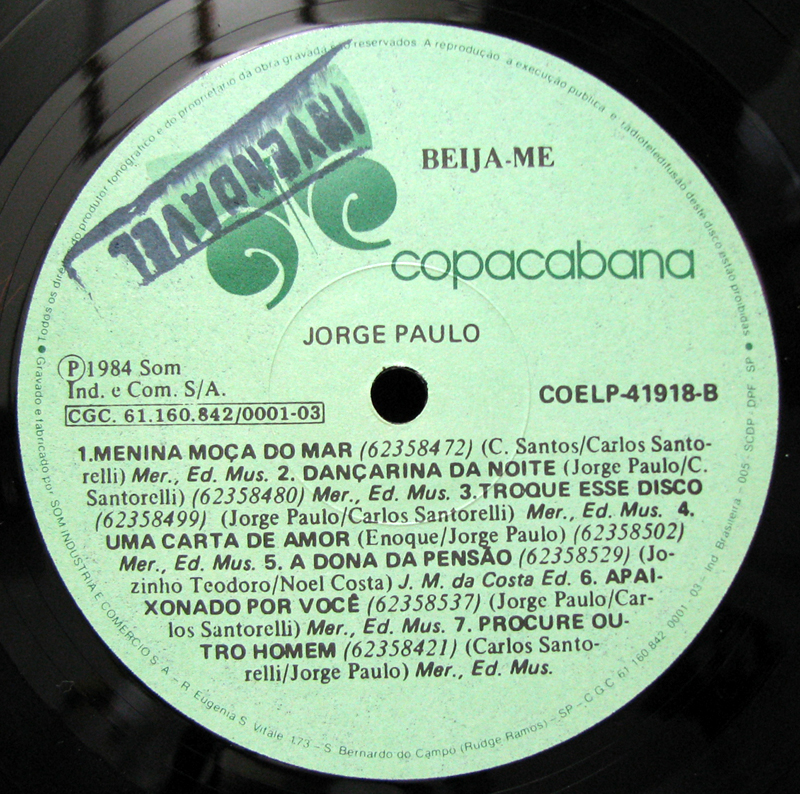 Todos os direitos do produtor fonográfico e do proprietário da obra gravada são reservados. A reprodução, a execução pública e radioteledifusão deste disco estão proibidas
INVENDÁVEL
BEIJA-ME
copacabana
JORGE PAULO
Ⓟ1984 Som
Ind. e Com. S/A.
CGC. 61.160.842/0001-03
COELP-41918-B
1.MENINA MOÇA DO MAR (62358472) (C. Santos/Carlos Santo-
relli) Mer., Ed. Mus. 2. DANÇARINA DA NOITE (Jorge Paulo/C.
Santorelli) (62358480) Mer., Ed. Mus. 3.TROQUE ESSE DISCO
(62358499) (Jorge Paulo/Carlos Santorelli) Mer., Ed. Mus. 4.
UMA CARTA DE AMOR (Enoque/Jorge Paulo) (62358502)
Mer., Ed. Mus. 5. A DONA DA PENSÃO (62358529) (Jo-
zinho Teodoro/Noel Costa) J. M. da Costa Ed. 6. APAI-
XONADO POR VOCÊ (62358537) (Jorge Paulo/Car-
los Santorelli) Mer., Ed. Mus. 7. PROCURE OU-
TRO HOMEM (62358421) (Carlos Santo-
relli/Jorge Paulo) Mer., Ed. Mus.
Gravado e fabricado por SOM INDUSTRIA E COMERCIO S.A. - R. Eugenia S. Vitale 173 - S. Bernardo do Campo (Rudge Ramos) - SP - C G C 61 160 842 0001 03 - Ind. Brasileira - 005 SCDP - DPF SP